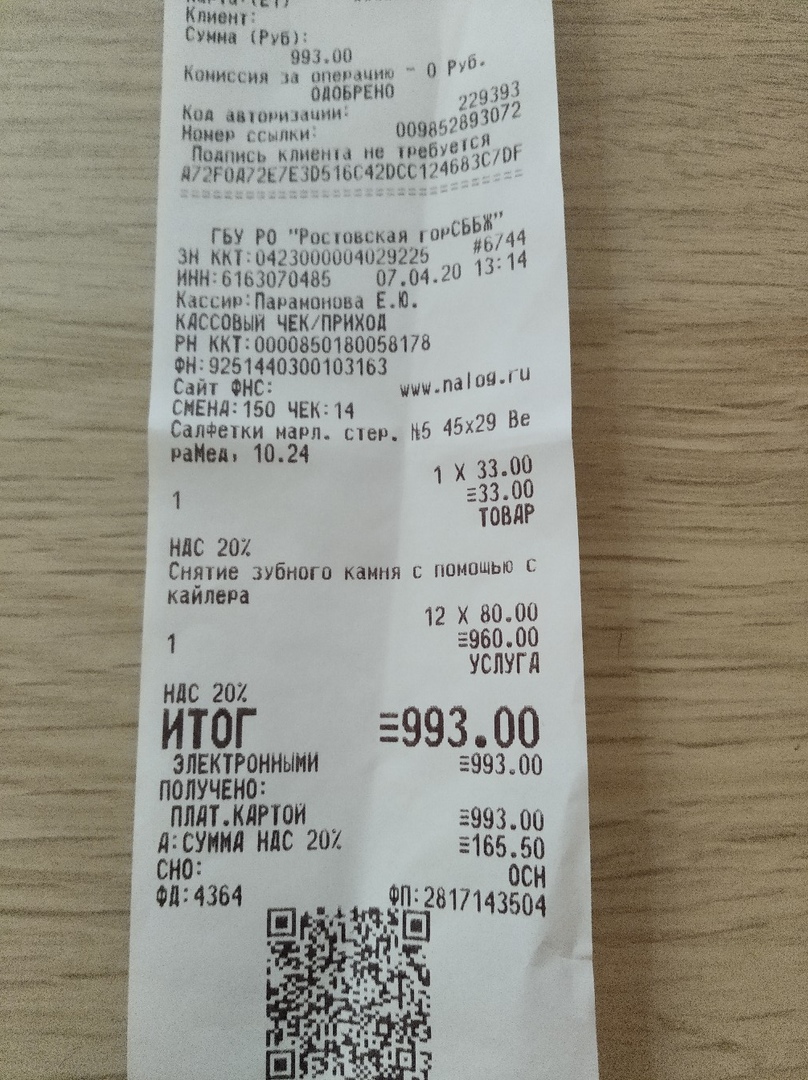 Клиент:
Сумма (Руб):
993.00
Комиссия за операцию - 0 Руб.
ОДОБРЕНО
Код авторизации: 229393
Номер ссылки: 009852893072
Подпись клиента не требуется
A72F0A72E7E3D516C42DCC124683C7DF
================================
ГБУ РО "Ростовская горСББЖ"
ЗН ККТ:0423000004029225 #6744
ИНН:6163070485 07.04.20 13:14
Кассир:Парамонова Е.Ю.
КАССОВЫЙ ЧЕК/ПРИХОД
РН ККТ:0000850180058178
ФН:9251440300103163
Сайт ФНС: www.nalog.ru
СМЕНА:150 ЧЕК:14
Салфетки марл. стер. №5 45x29 Ве
раМед, 10.24
1 X 33.00
1 ≡33.00
ТОВАР
НДС 20%
Снятие зубного камня с помощью с
кайлера
12 X 80.00
1 ≡960.00
УСЛУГА
НДС 20%
ИТОГ ≡993.00
ЭЛЕКТРОННЫМИ ≡993.00
ПОЛУЧЕНО:
ПЛАТ.КАРТОЙ ≡993.00
А:СУММА НДС 20% ≡165.50
СНО: ОСН
ФД:4364 ФП:2817143504